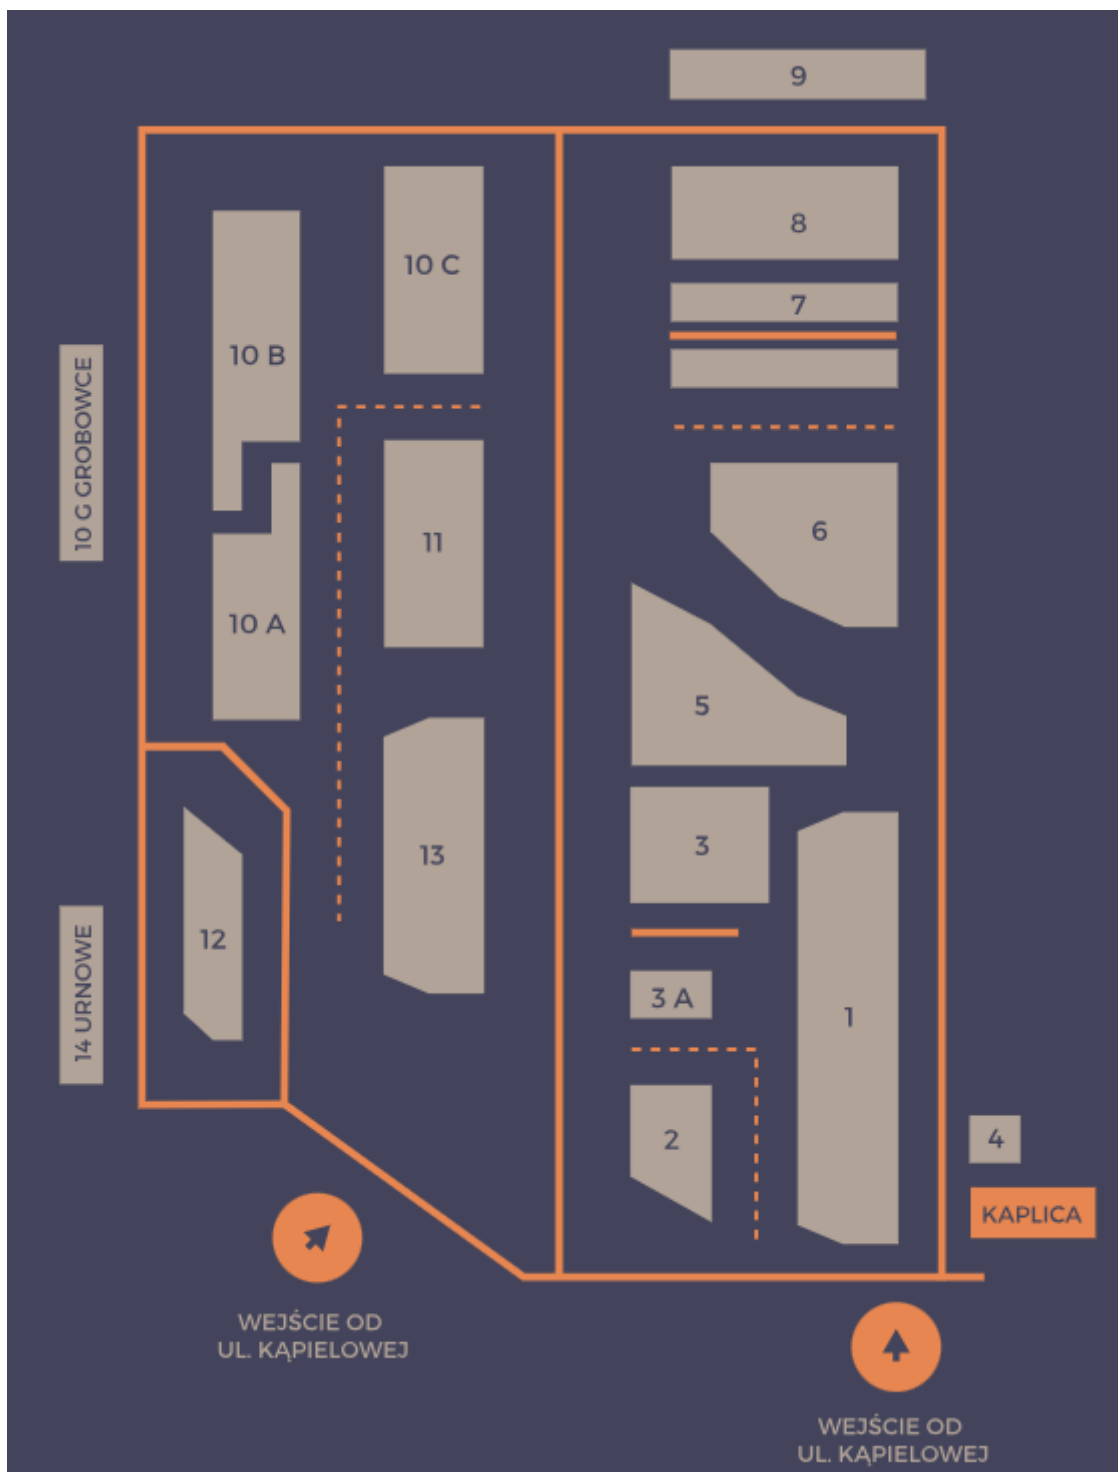 9
8
10 C
7
10 B
10 G GROBOWCE
6
11
10 A
5
3
13
12
14 URNOWE
3 A
1
2
4
KAPLICA
WEJŚCIE OD
UL. KĄPIELOWEJ
WEJŚCIE OD
UL. KĄPIELOWEJ